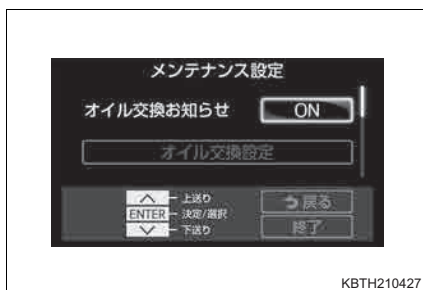 メンテナンス設定
オイル交換お知らせ ON
オイル交換設定
上送り
ENTER 決定/選択
戻る
下送り
終了
KBTH210427